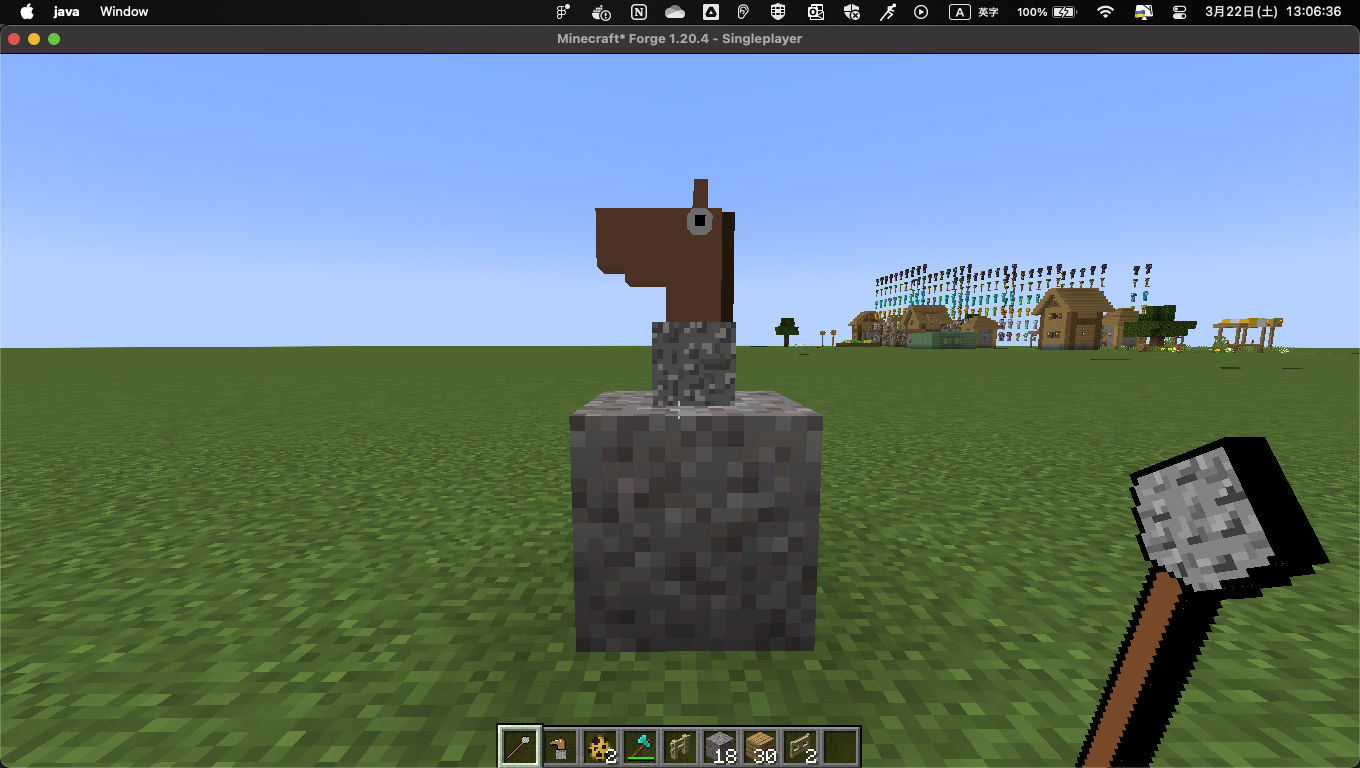 java Window A 英字 100% 3月22日(土) 13:06:36
Minecraft* Forge 1.20.4 - Singleplayer
2 18 30 2